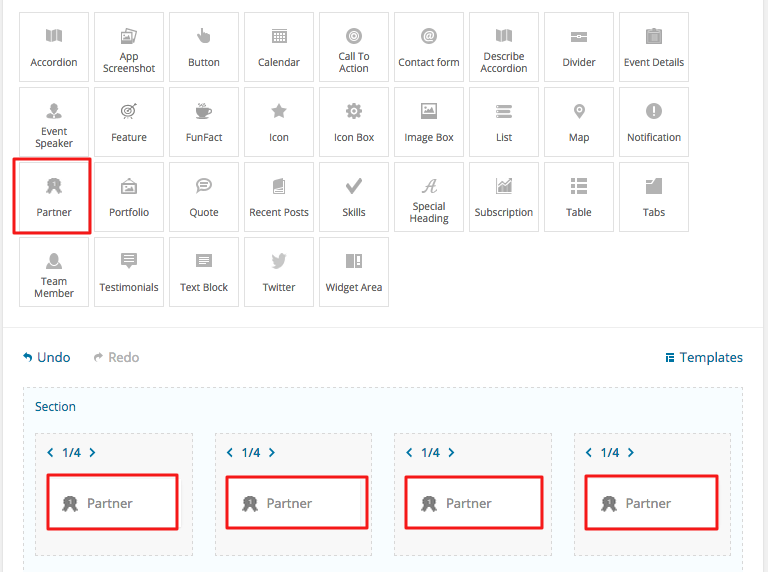 Accordion
App
Screenshot
Button
Calendar
Call To
Action
Contact form
Describe
Accordion
Divider
Event Details
Event
Speaker
Feature
FunFact
Icon
Icon Box
Image Box
List
Map
Notification
Partner
Portfolio
Quote
Recent Posts
Skills
Special
Heading
Subscription
Table
Tabs
Team
Member
Testimonials
Text Block
Twitter
Widget Area
Undo
Redo
Templates
Section
1/4
1/4
1/4
1/4
Partner
Partner
Partner
Partner